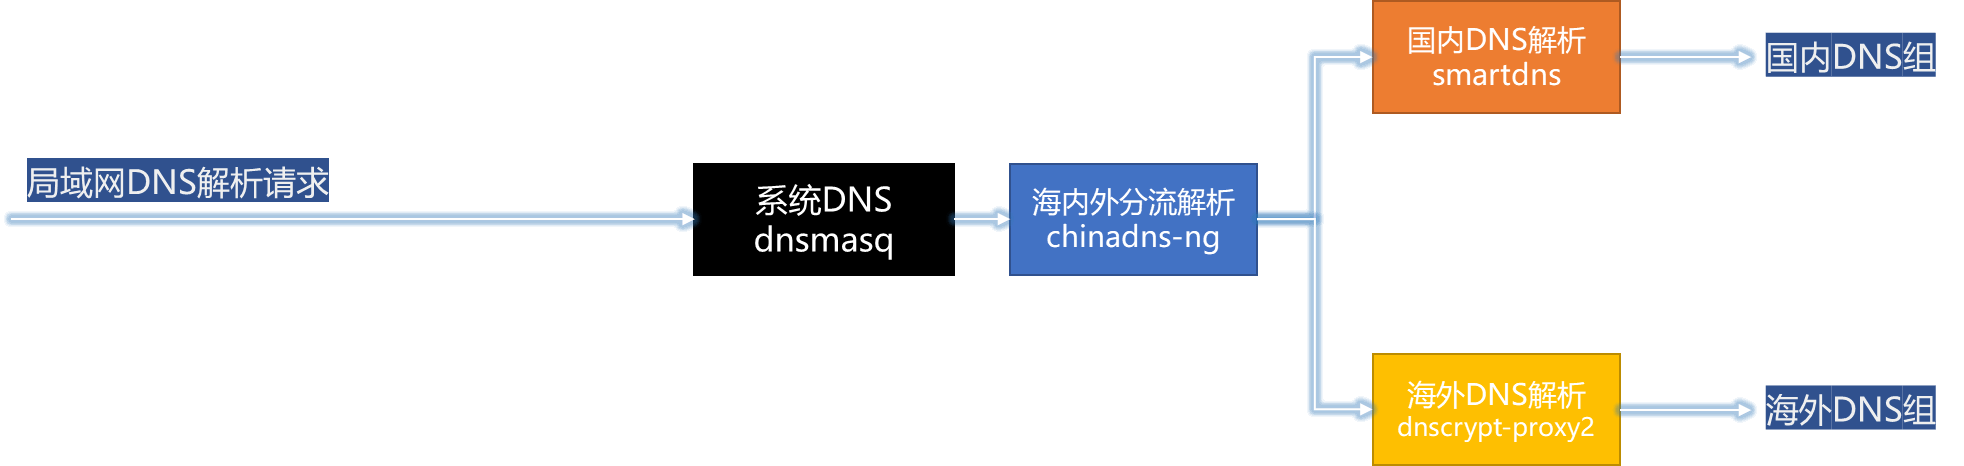 局域网DNS解析请求
系统DNS
dnsmasq
海内外分流解析
chinadns-ng
国内DNS解析
smartdns
国内DNS组
海外DNS解析
dnscrypt-proxy2
海外DNS组